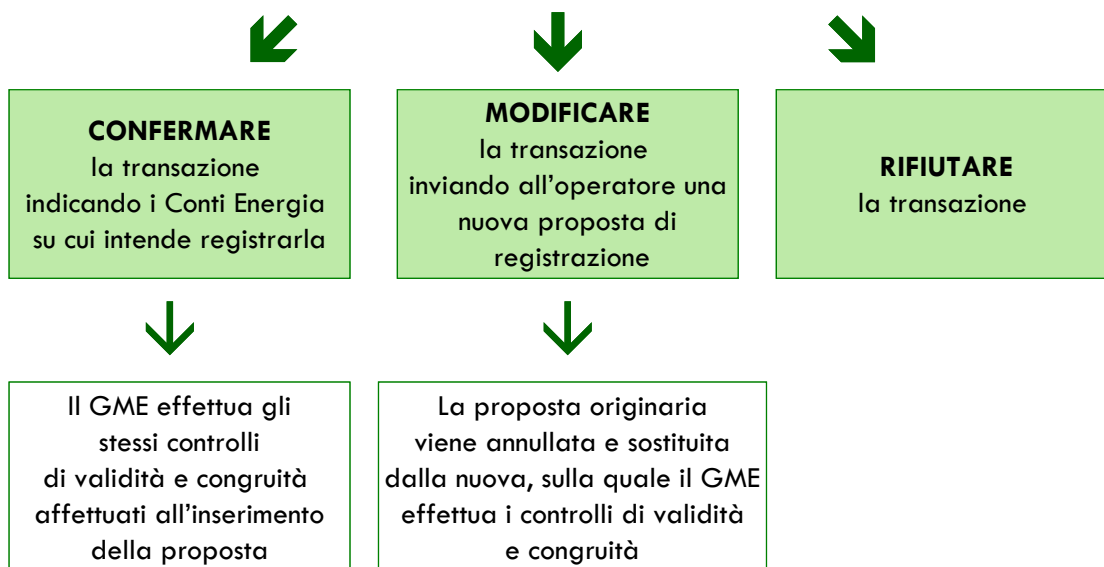 CONFERMARE
la transazione
indicando i Conti Energia
su cui intende registrarla
MODIFICARE
la transazione
inviando all’operatore una
nuova proposta di
registrazione
RIFIUTARE
la transazione
Il GME effettua gli
stessi controlli
di validità e congruità
affettuati all’inserimento
della proposta
La proposta originaria
viene annullata e sostituita
dalla nuova, sulla quale il GME
effettua i controlli di validità
e congruità